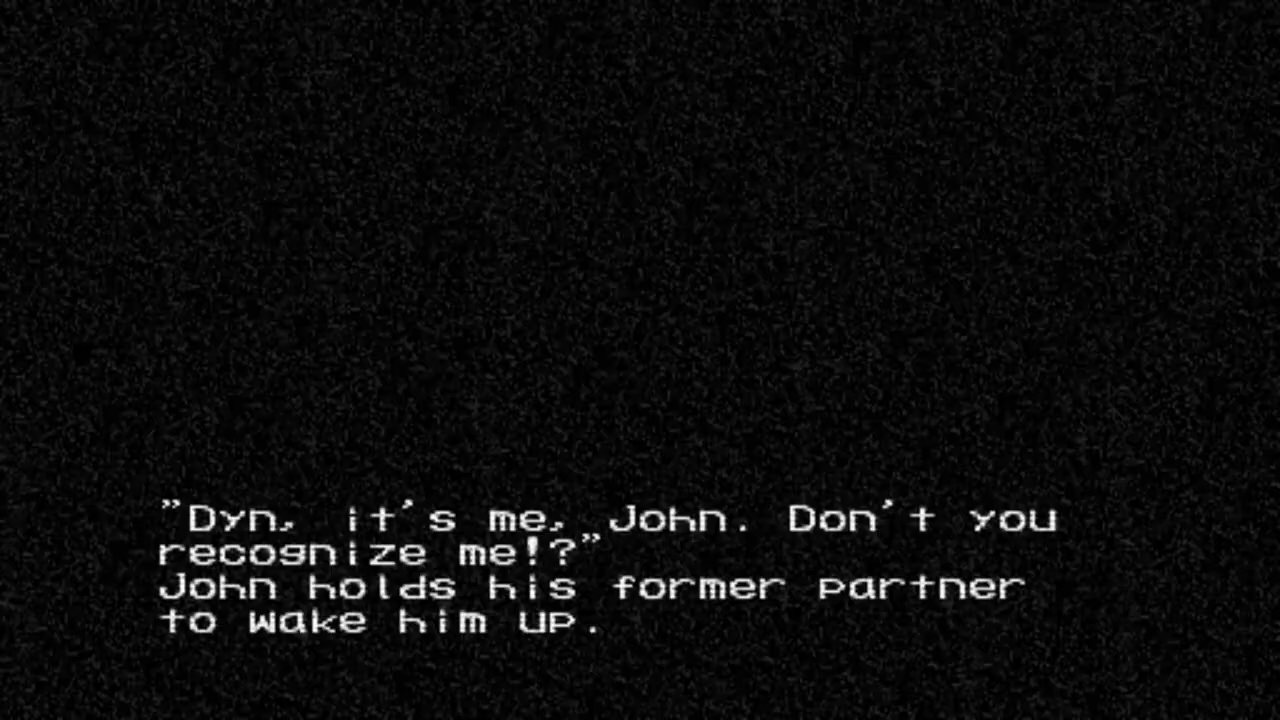 "Dyn, it's me, John. Don't you
recognize me!?"
John holds his former partner
to wake him up.